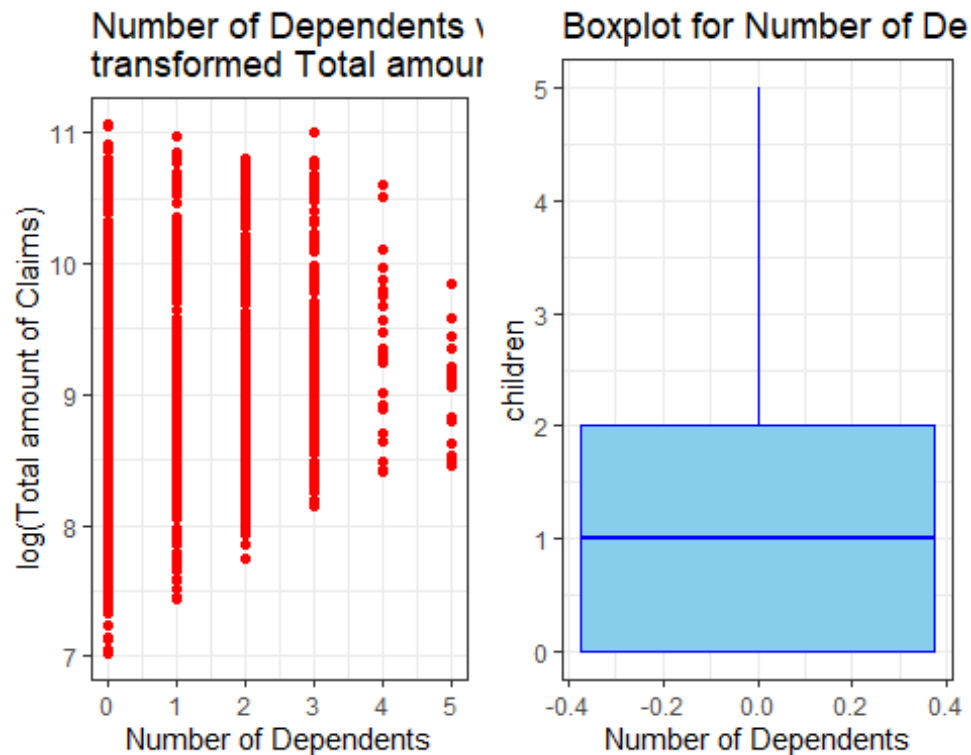 Number of Dependents v
transformed Total amour
log(Total amount of Claims)
11
10
9
8
7
0 1 2 3 4 5
Number of Dependents
Boxplot for Number of De
children
5
4
3
2
1
0
-0.4 -0.2 0.0 0.2 0.4
Number of Dependents